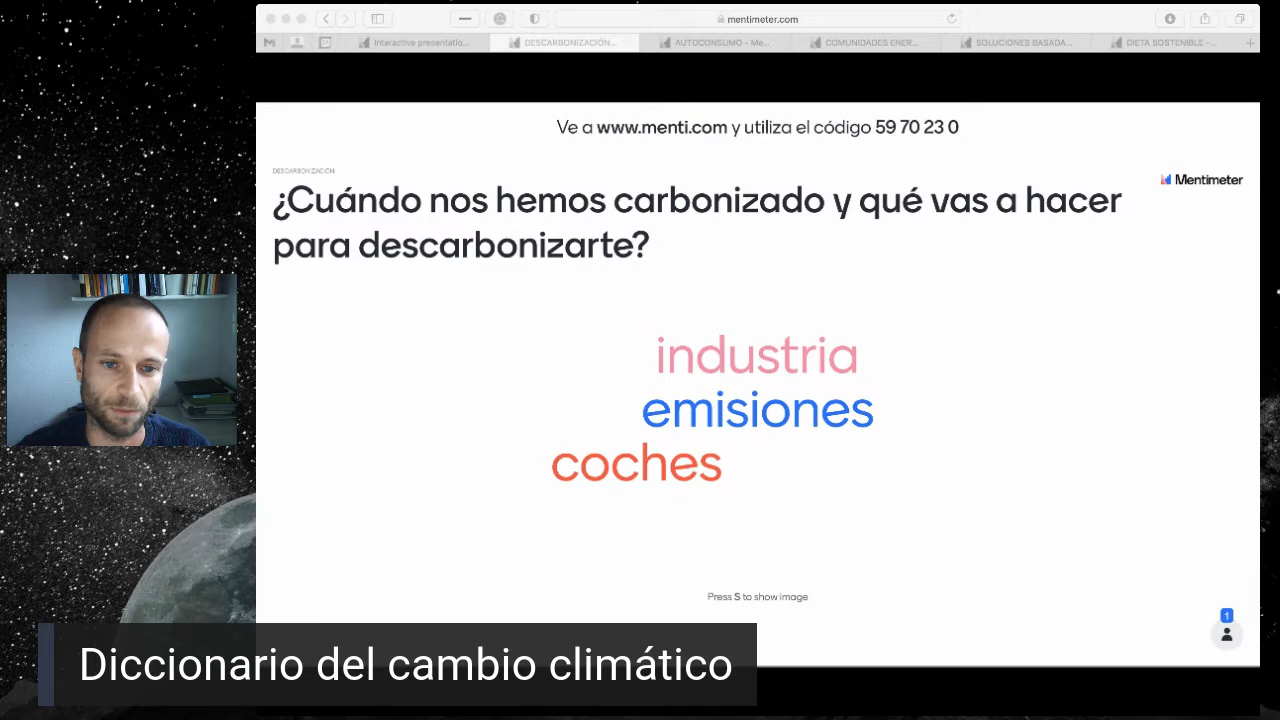 mentimeter.com
Interactive presentatio...
DESCARBONIZACIÓN...
AUTOCONSUMO - Me...
COMUNIDADES ENER...
SOLUCIONES BASADA...
DIETA SOSTENIBLE -...
Ve a www.menti.com y utiliza el código 59 70 23 0
DESCARBONIZACIÓN
Mentimeter
¿Cuándo nos hemos carbonizado y qué vas a hacer
para descarbonizarte?
industria
emisiones
coches
Press S to show image
1
Diccionario del cambio climático